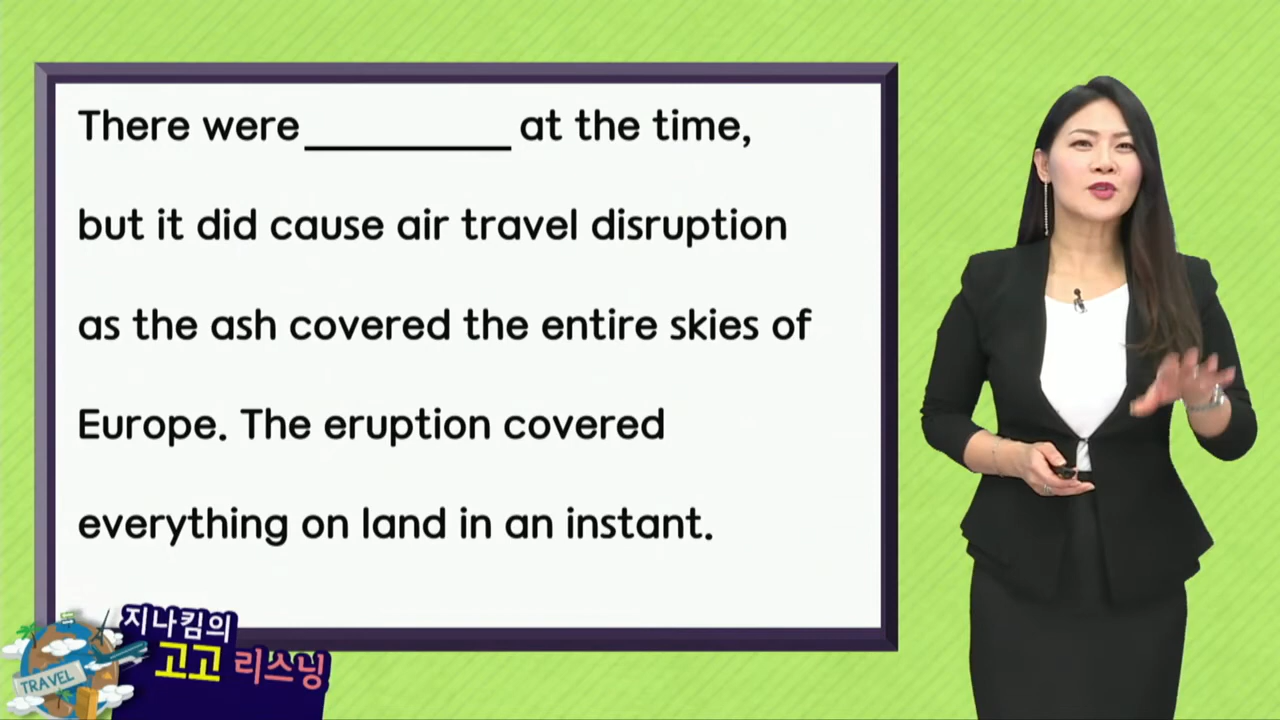 There were __________ at the time,
but it did cause air travel disruption
as the ash covered the entire skies of
Europe. The eruption covered
everything on land in an instant.
지나킴의
고고 리스닝
TRAVEL